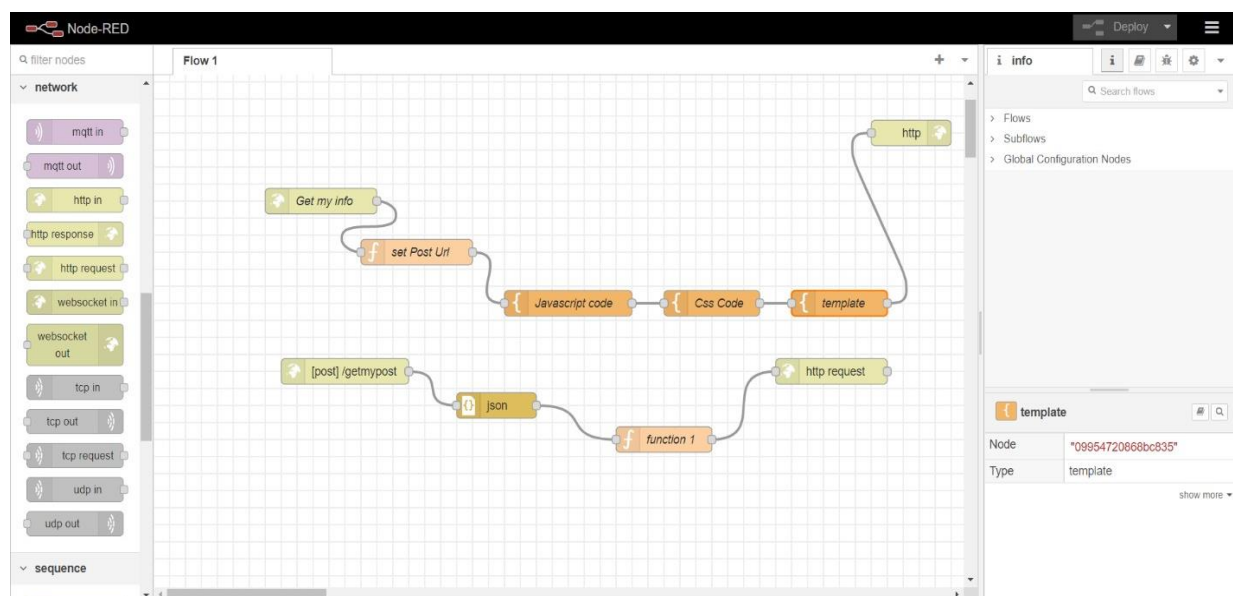 Node-RED
Deploy
filter nodes
Flow 1
i info
i
Search flows
network
mqtt in
mqtt out
http in
http response
http request
websocket in
websocket
out
tcp in
tcp out
tcp request
udp in
udp out
sequence
Get my info
set Post Url
Javascript code
Css Code
template
http
[post] /getmypost
json
function 1
http request
Flows
Subflows
Global Configuration Nodes
template
Node "09954720868bc835"
Type template
show more